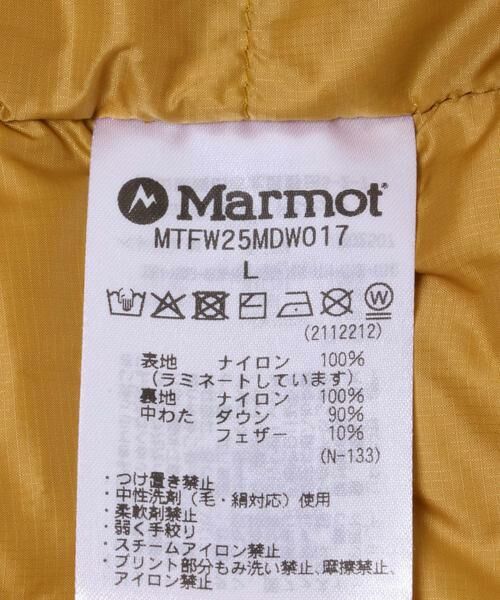 Marmot
MTFW25MDW017
L
W
(2112212)
表地 ナイロン 100%
(ラミネートしています)
裏地 ナイロン 100%
中わた ダウン 90%
フェザー 10%
(N-133)
・つけ置き禁止
・中性洗剤(毛・絹対応)使用
・柔軟剤禁止
・弱く手絞り
・スチームアイロン禁止
・プリント部分もみ洗い禁止、摩擦禁止、
アイロン禁止